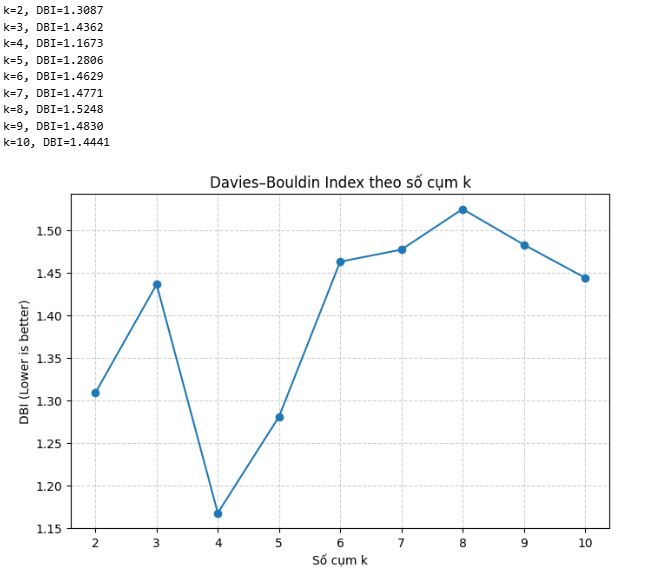 k=2, DBI=1.3087
k=3, DBI=1.4362
k=4, DBI=1.1673
k=5, DBI=1.2806
k=6, DBI=1.4629
k=7, DBI=1.4771
k=8, DBI=1.5248
k=9, DBI=1.4830
k=10, DBI=1.4441
Davies–Bouldin Index theo số cụm k
DBI (Lower is better)
1.50
1.45
1.40
1.35
1.30
1.25
1.20
1.15
2 3 4 5 6 7 8 9 10
Số cụm k